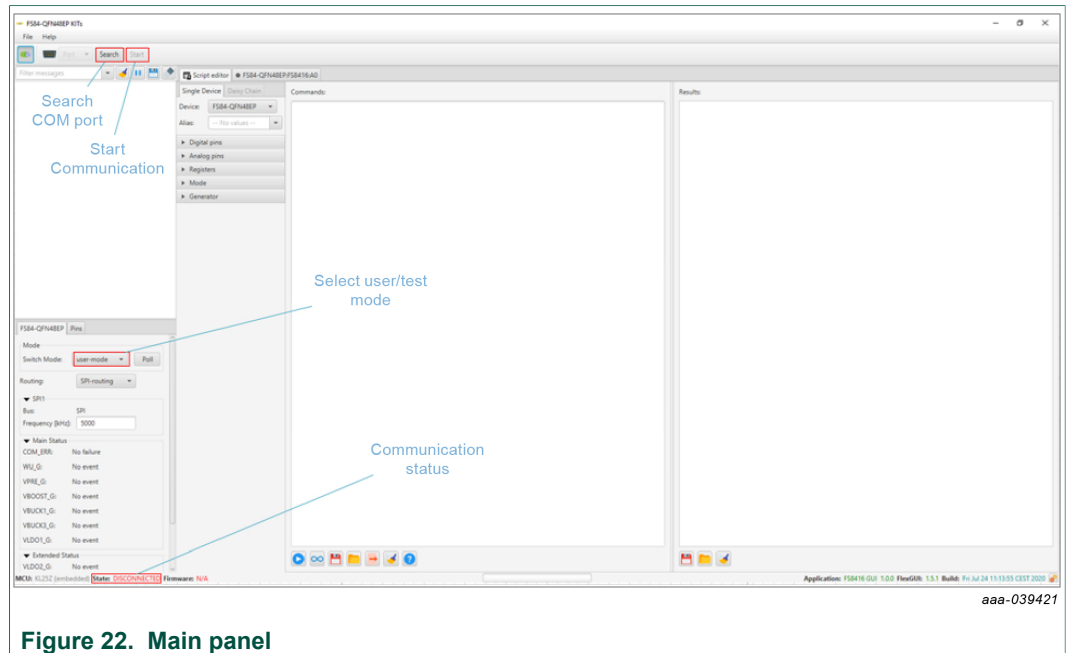 FS84-QFN48EP KITs
File Help
Port Search Start
Filter messages
Script editor FS84-QFN48EP:FS8416:A0
Single Device Daisy Chain
Commands:
Results:
Device: FS84-QFN48EP
Alias: -- No values --
Digital pins
Analog pins
Registers
Mode
Generator
Search
COM port
Start
Communication
Select user/test
mode
FS84-QFN48EP Pins
Mode
Switch Mode: user-mode Poll
Routing: SPI-routing
SPI1
Bus: SPI
Frequency [kHz]: 5000
Main Status
COM_ERR: No failure
WU_G: No event
VPRE_G: No event
VBOOST_G: No event
VBUCK1_G: No event
VBUCK3_G: No event
VLDO1_G: No event
Extended Status
VLDO2_G: No event
Communication
status
MCU: KL25Z (embedded) State: DISCONNECTED Firmware: N/A
Application: FS8416 GUI 1.0.0 FlexGUI: 1.5.1 Build: Fri Jul 24 11:13:55 CEST 2020
aaa-039421
Figure 22. Main panel